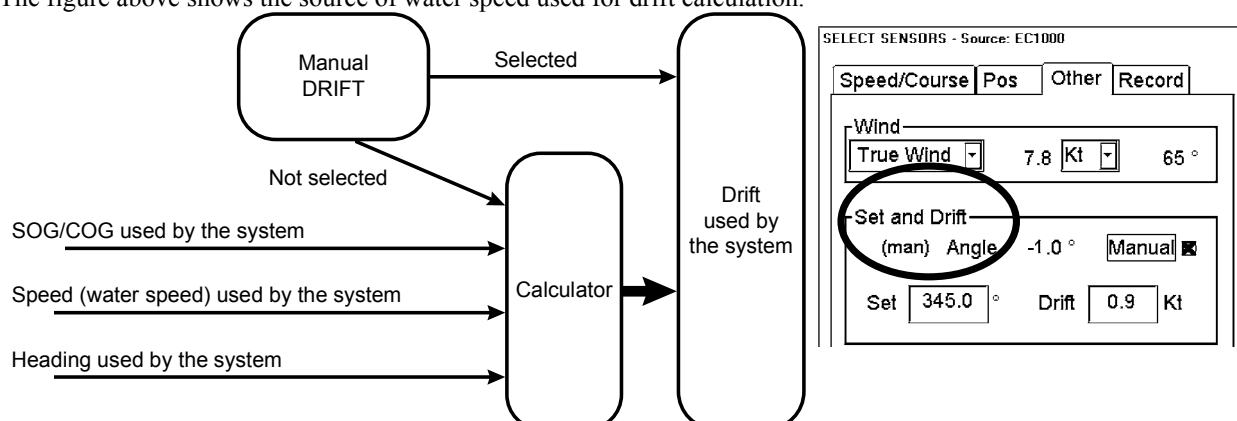 The figure above shows the source of water speed used for drift calculation.
Manual
DRIFT
Selected
Not selected
SOG/COG used by the system
Speed (water speed) used by the system
Heading used by the system
Calculator
Drift
used by
the system
SELECT SENSORS - Source: EC1000
Speed/Course Pos Other Record
Wind
True Wind 7.8 Kt 65 °
Set and Drift
(man) Angle -1.0 ° Manual
Set 345.0 ° Drift 0.9 Kt